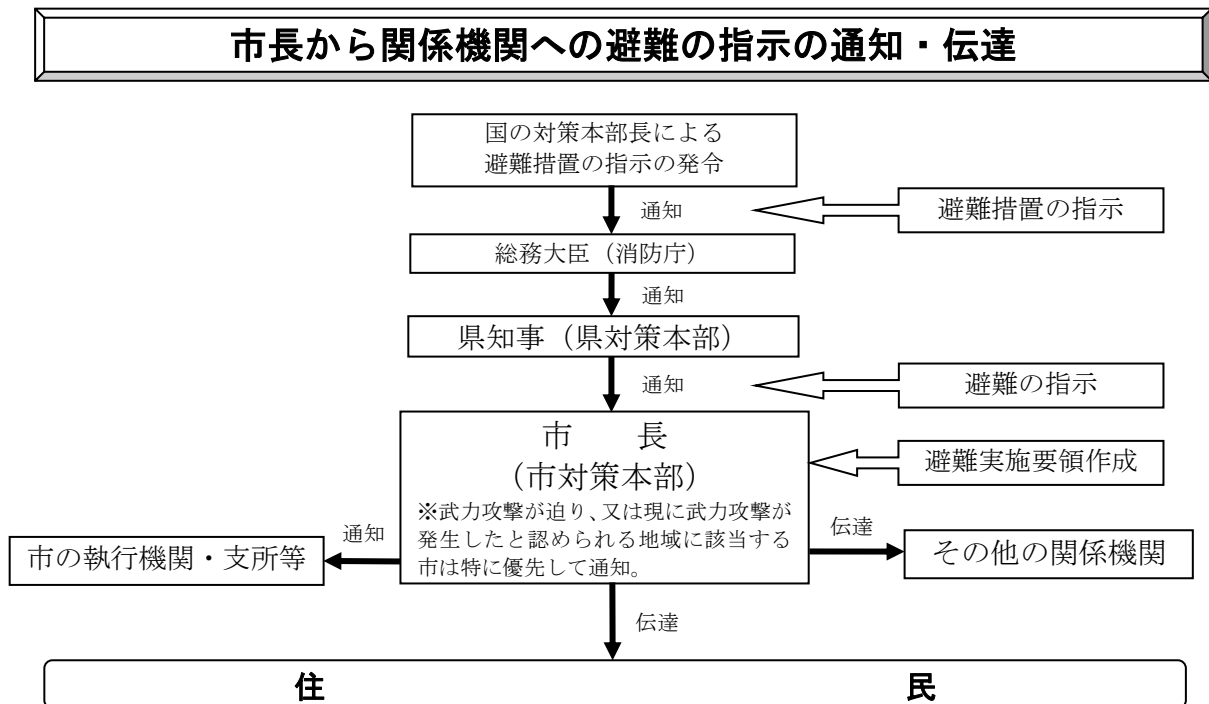 市長から関係機関への避難の指示の通知・伝達
国の対策本部長による
避難措置の指示の発令
通知
避難措置の指示
総務大臣（消防庁）
通知
県知事（県対策本部）
通知
避難の指示
市　　長
（市対策本部）
※武力攻撃が迫り、又は現に武力攻撃が
発生したと認められる地域に該当する
市は特に優先して通知。
避難実施要領作成
通知
市の執行機関・支所等
伝達
その他の関係機関
伝達
住　　民